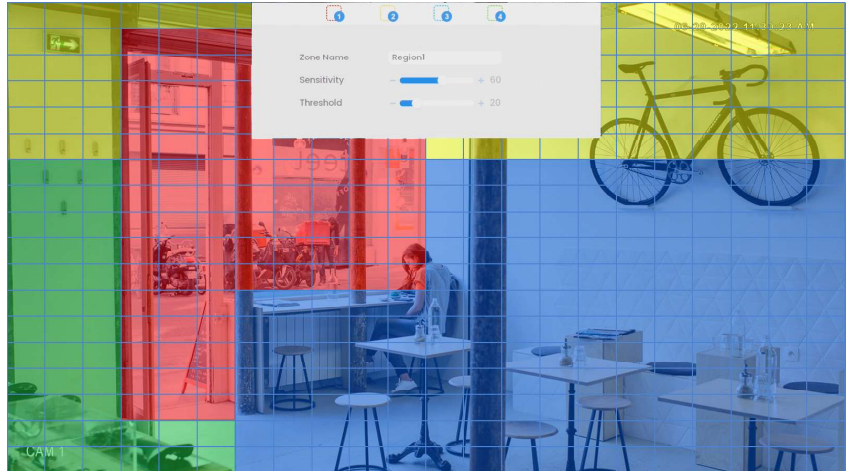 1 2 3 4
Zone Name Region1
Sensitivity - + 60
Threshold - + 20
CAM 1